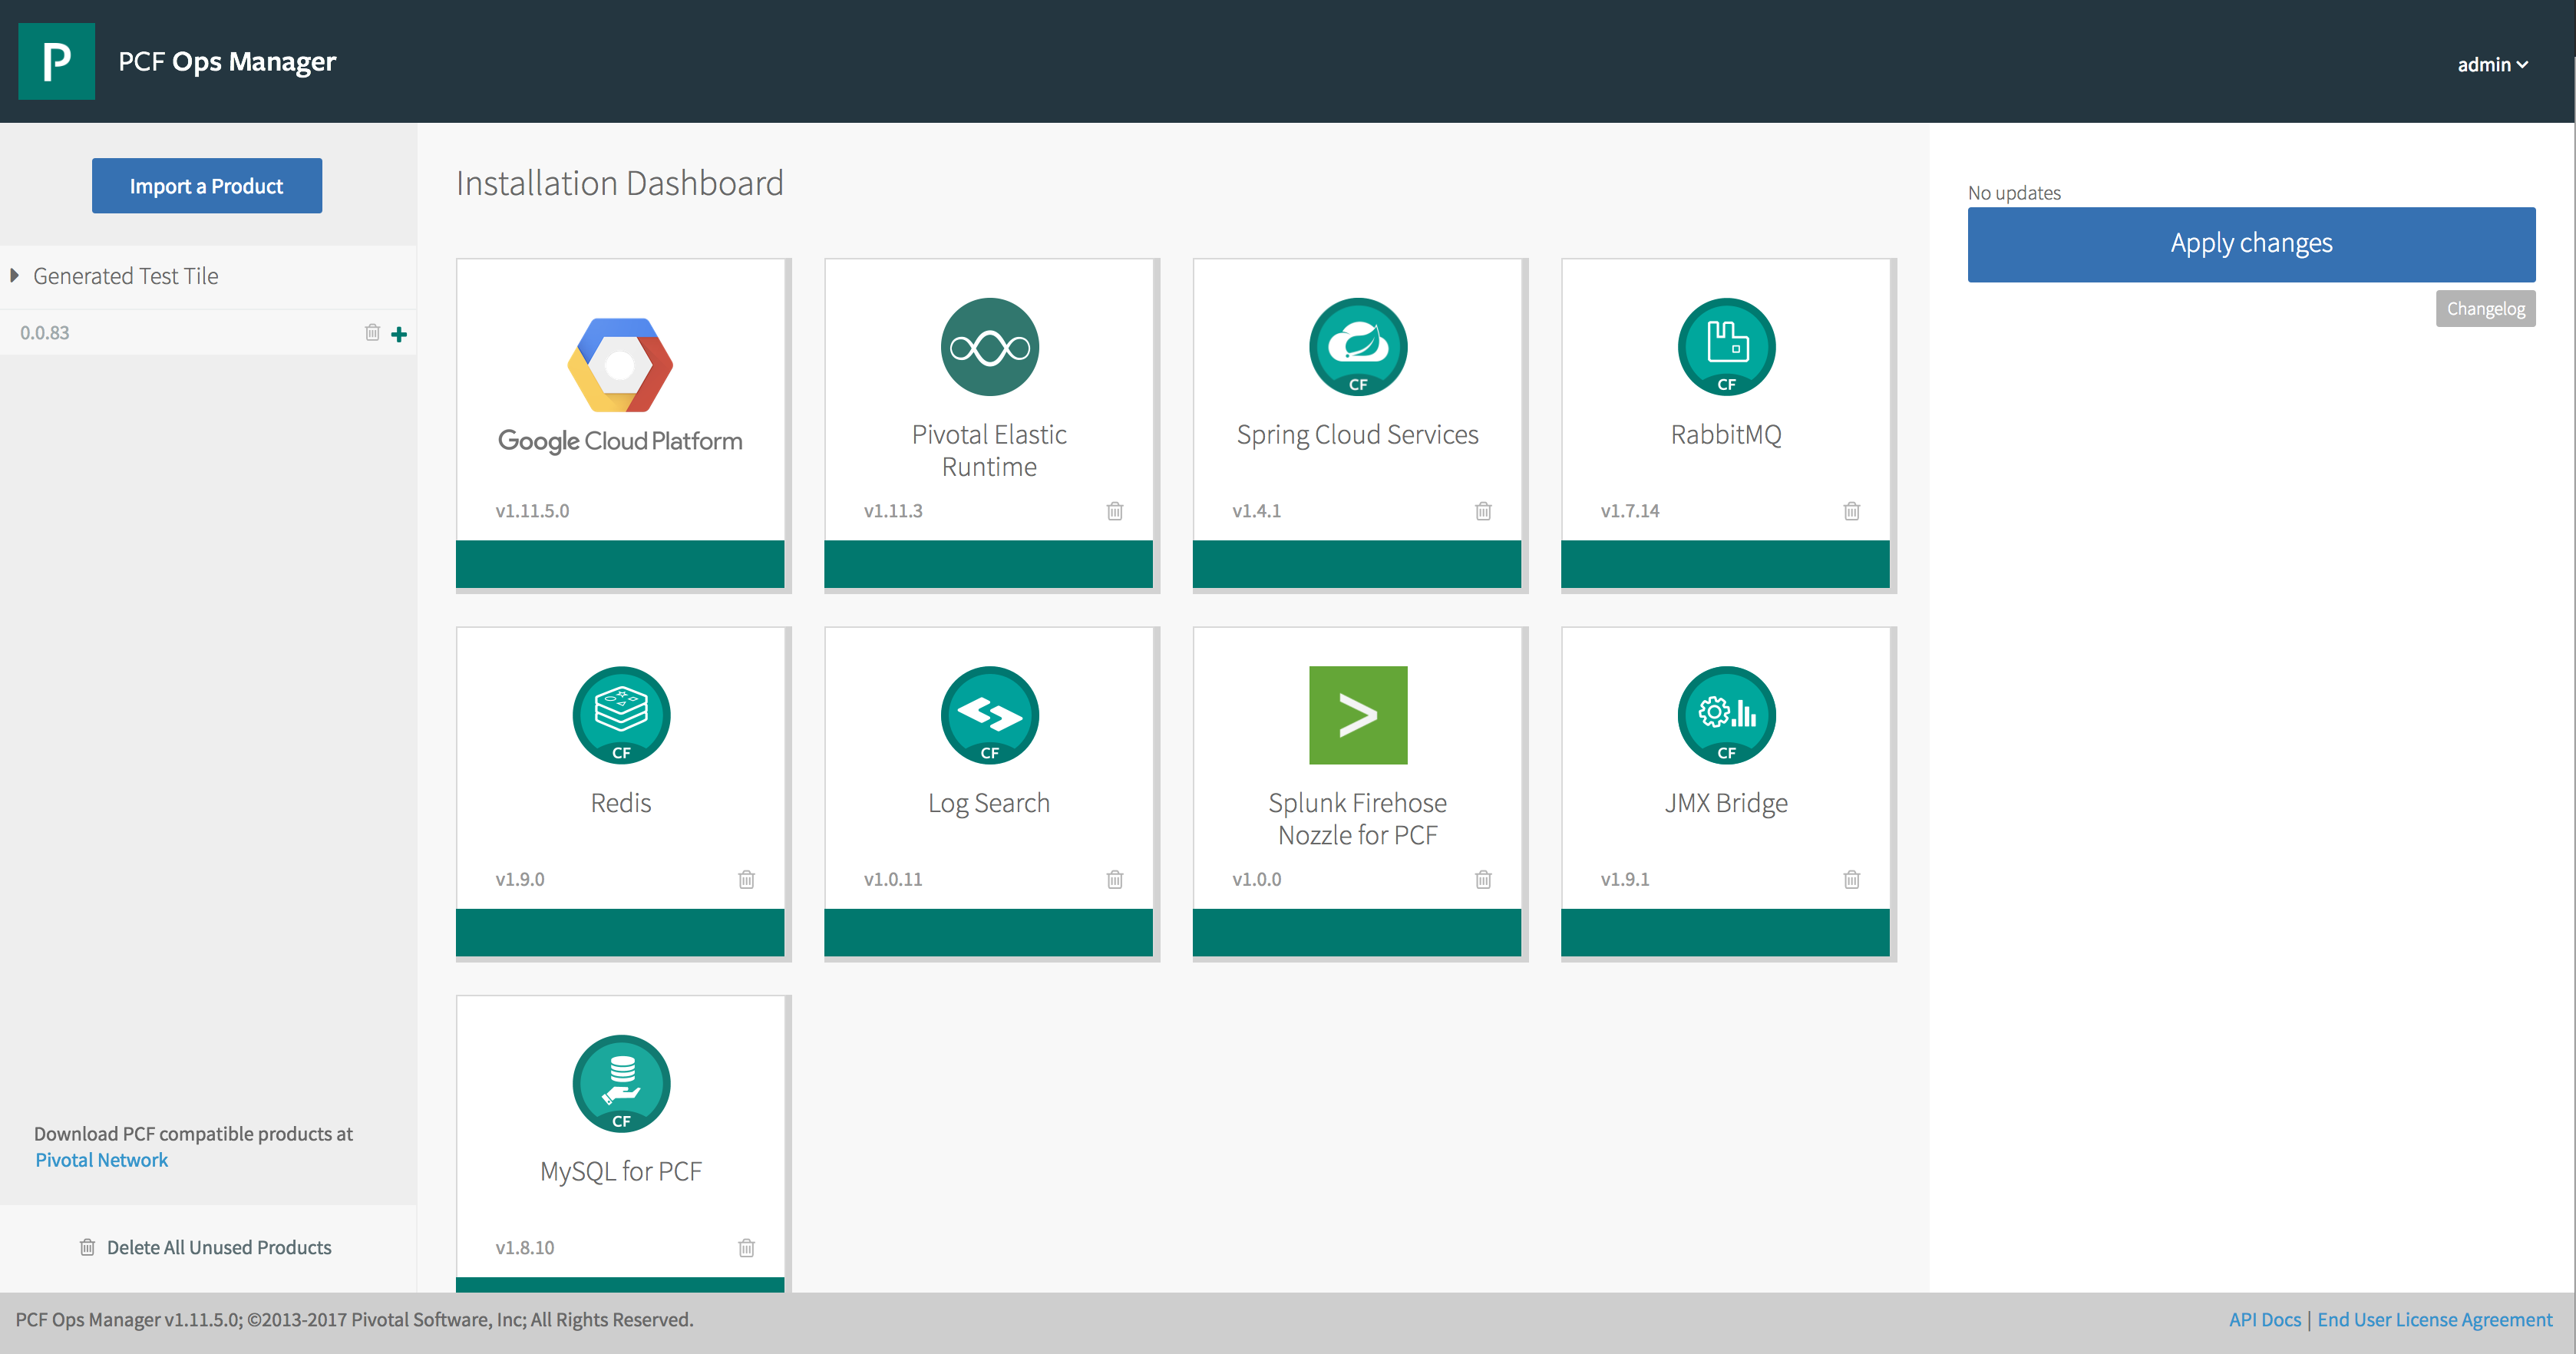 P
PCF Ops Manager
admin
Import a Product
Generated Test Tile
0.0.83
Download PCF compatible products at
Pivotal Network
Delete All Unused Products
Installation Dashboard
Google Cloud Platform
v1.11.5.0
Pivotal Elastic
Runtime
v1.11.3
CF
Spring Cloud Services
v1.4.1
CF
RabbitMQ
v1.7.14
CF
Redis
v1.9.0
CF
Log Search
v1.0.11
>
Splunk Firehose
Nozzle for PCF
v1.0.0
CF
JMX Bridge
v1.9.1
CF
MySQL for PCF
v1.8.10
No updates
Apply changes
Changelog
PCF Ops Manager v1.11.5.0; ©2013-2017 Pivotal Software, Inc; All Rights Reserved.
API Docs | End User License Agreement